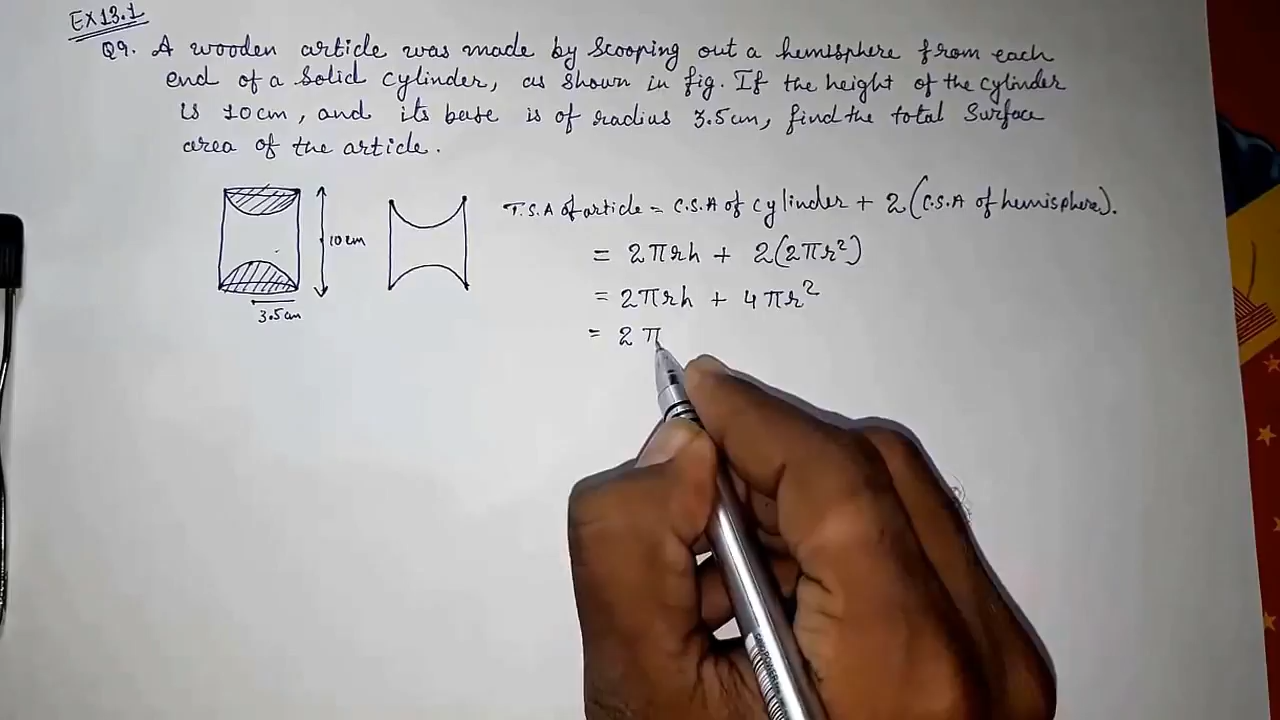 EX 13.1
Q9. A wooden article was made by scooping out a hemisphere from each
end of a solid cylinder, as shown in fig. If the height of the cylinder
is 10cm, and its base is of radius 3.5cm, find the total surface
area of the article.
10cm
3.5cm
T.S.A of article = C.S.A of cylinder + 2(C.S.A of hemisphere).
= 2πrh + 2(2πr²)
= 2πrh + 4πr²
= 2π